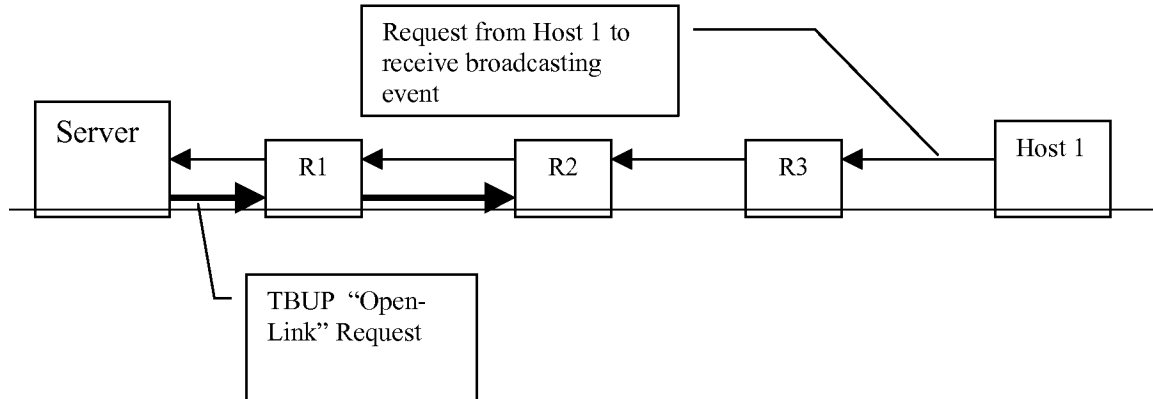 Request from Host 1 to
receive broadcasting
event
Server
R1
R2
R3
Host 1
TBUP “Open-
Link” Request